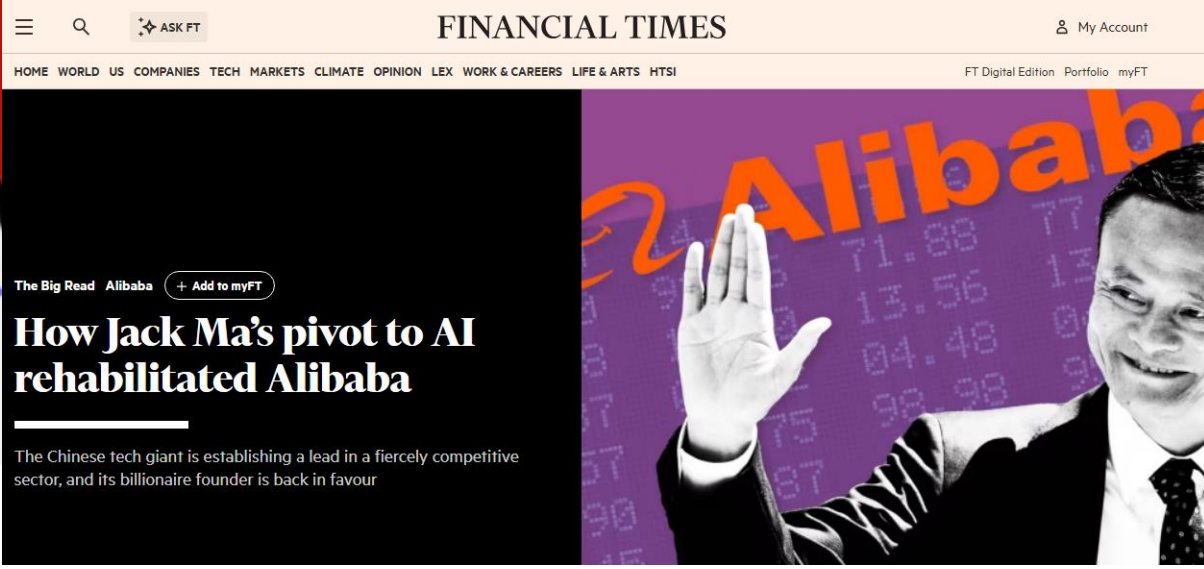 ASK FT
FINANCIAL TIMES
My Account
HOME WORLD US COMPANIES TECH MARKETS CLIMATE OPINION LEX WORK & CAREERS LIFE & ARTS HTSI
FT Digital Edition Portfolio myFT
Alibaba
71.88
13.56
04.48
98.98
The Big Read Alibaba + Add to myFT
How Jack Ma’s pivot to AI
rehabilitated Alibaba
The Chinese tech giant is establishing a lead in a fiercely competitive
sector, and its billionaire founder is back in favour